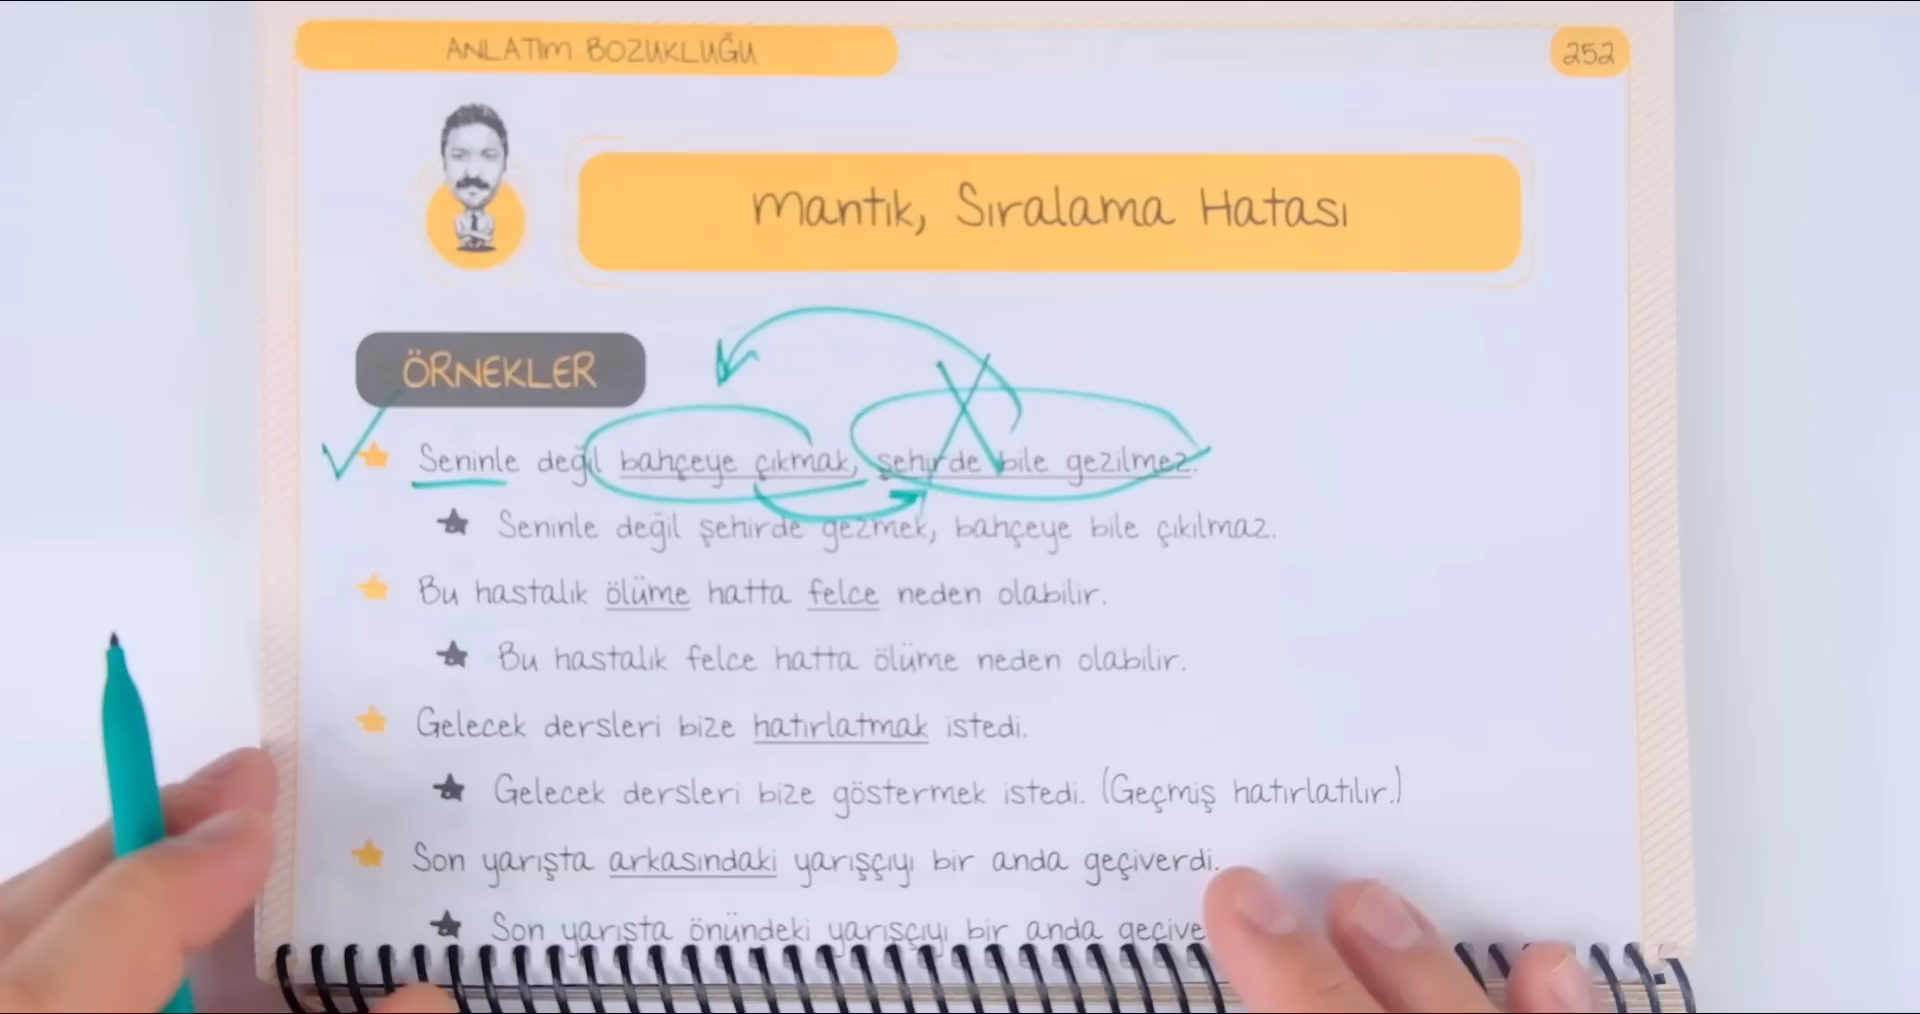 ANLATIM BOZUKLUĞU
252
Mantık, Sıralama Hatası
ÖRNEKLER
Seninle değil bahçeye çıkmak, şehirde bile gezilmez.
Seninle değil şehirde gezmek, bahçeye bile çıkılmaz.
Bu hastalık ölüme hatta felce neden olabilir.
Bu hastalık felce hatta ölüme neden olabilir.
Gelecek dersleri bize hatırlatmak istedi.
Gelecek dersleri bize göstermek istedi. (Geçmiş hatırlatılır.)
Son yarışta arkasındaki yarışçıyı bir anda geçiverdi.
Son yarışta önündeki yarışçıyı bir anda